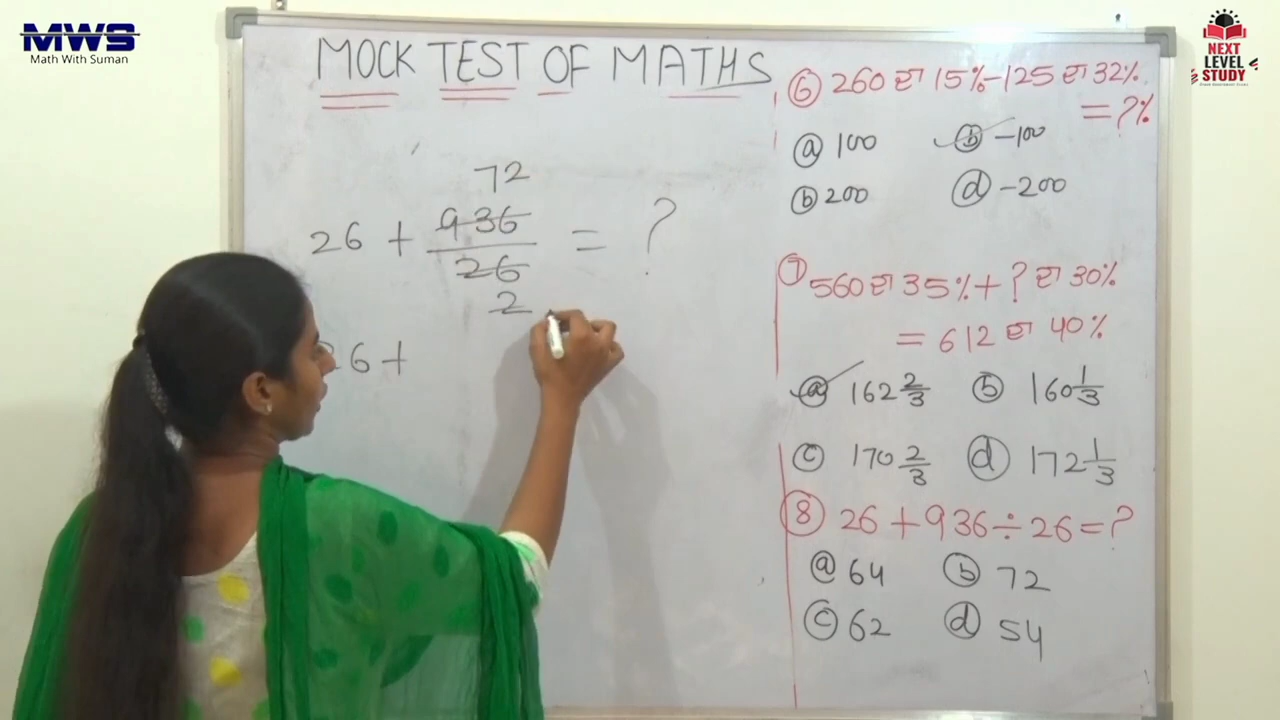 MWS
Math With Suman
NEXT
LEVEL
STUDY
MOCK TEST OF MATHS
72
26 + 936/26 = ?
2
26 +
⑥ 260 ਦਾ 15% - 125 ਦਾ 32%
= ?%
ⓐ 100 ⓑ -100
ⓑ 200 ⓓ -200
⑦ 560 ਦਾ 35% + ? ਦਾ 30%
= 612 ਦਾ 40%
ⓐ 162 2/3 ⓑ 160 1/3
ⓒ 170 2/3 ⓓ 172 1/3
⑧ 26 + 936 ÷ 26 = ?
ⓐ 64 ⓑ 72
ⓒ 62 ⓓ 54